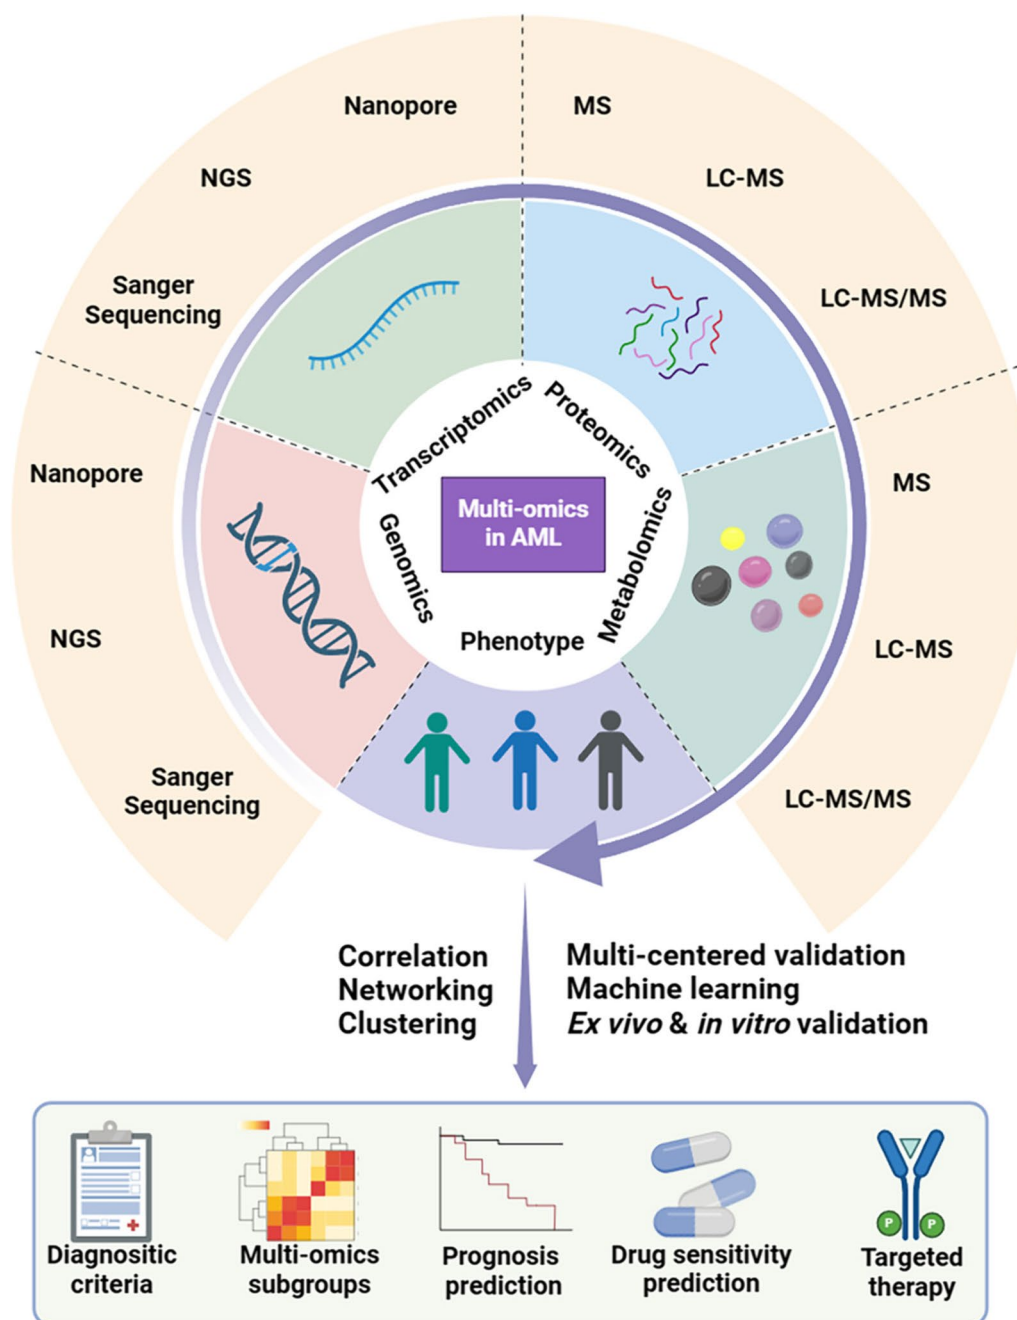 Nanopore
MS
NGS
LC-MS
Sanger
Sequencing
LC-MS/MS
Transcriptomics
Proteomics
Nanopore
MS
Multi-omics
in AML
Genomics
Metabolomics
NGS
Phenotype
LC-MS
Sanger
Sequencing
LC-MS/MS
Correlation
Networking
Clustering
Multi-centered validation
Machine learning
Ex vivo & in vitro validation
P
P
Diagnositic
criteria
Multi-omics
subgroups
Prognosis
prediction
Drug sensitivity
prediction
Targeted
therapy